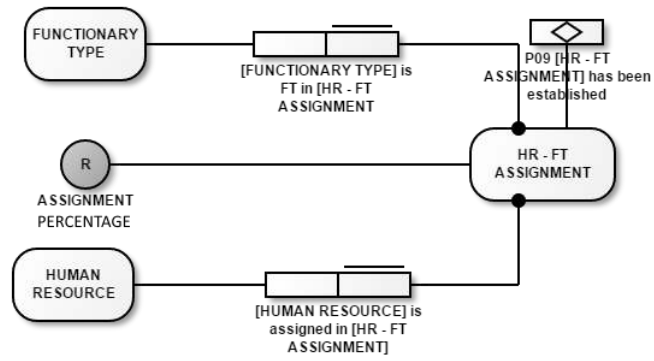 FUNCTIONARY
TYPE
[FUNCTIONARY TYPE] is
FT in [HR - FT
ASSIGNMENT
P09 [HR - FT
ASSIGNMENT] has been
established
HR - FT
ASSIGNMENT
R
ASSIGNMENT
PERCENTAGE
HUMAN
RESOURCE
[HUMAN RESOURCE] is
assigned in [HR - FT
ASSIGNMENT]